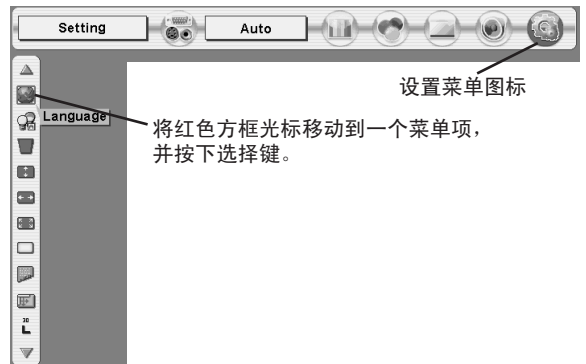 Setting
Auto
设置菜单图标
Language
将红色方框光标移动到一个菜单项，
并按下选择键。